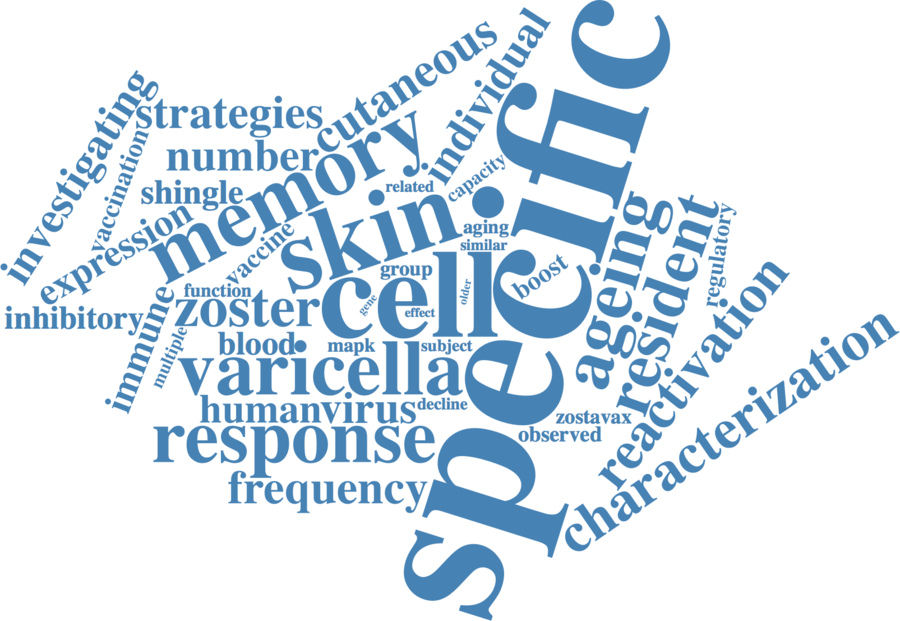 specific
individual
cutaneous
strategies
investigating
memory
number
vaccination
shingle
related
capacity
skin
expression
aging
ageing
resident
regulatory
similar
vaccine
cell
group
boost
function
zoster
gene
older
effect
immune
inhibitory
multiple
blood
mapk
subject
reactivation
varicella
characterization
humanvirus
decline
zostavax
observed
response
frequency